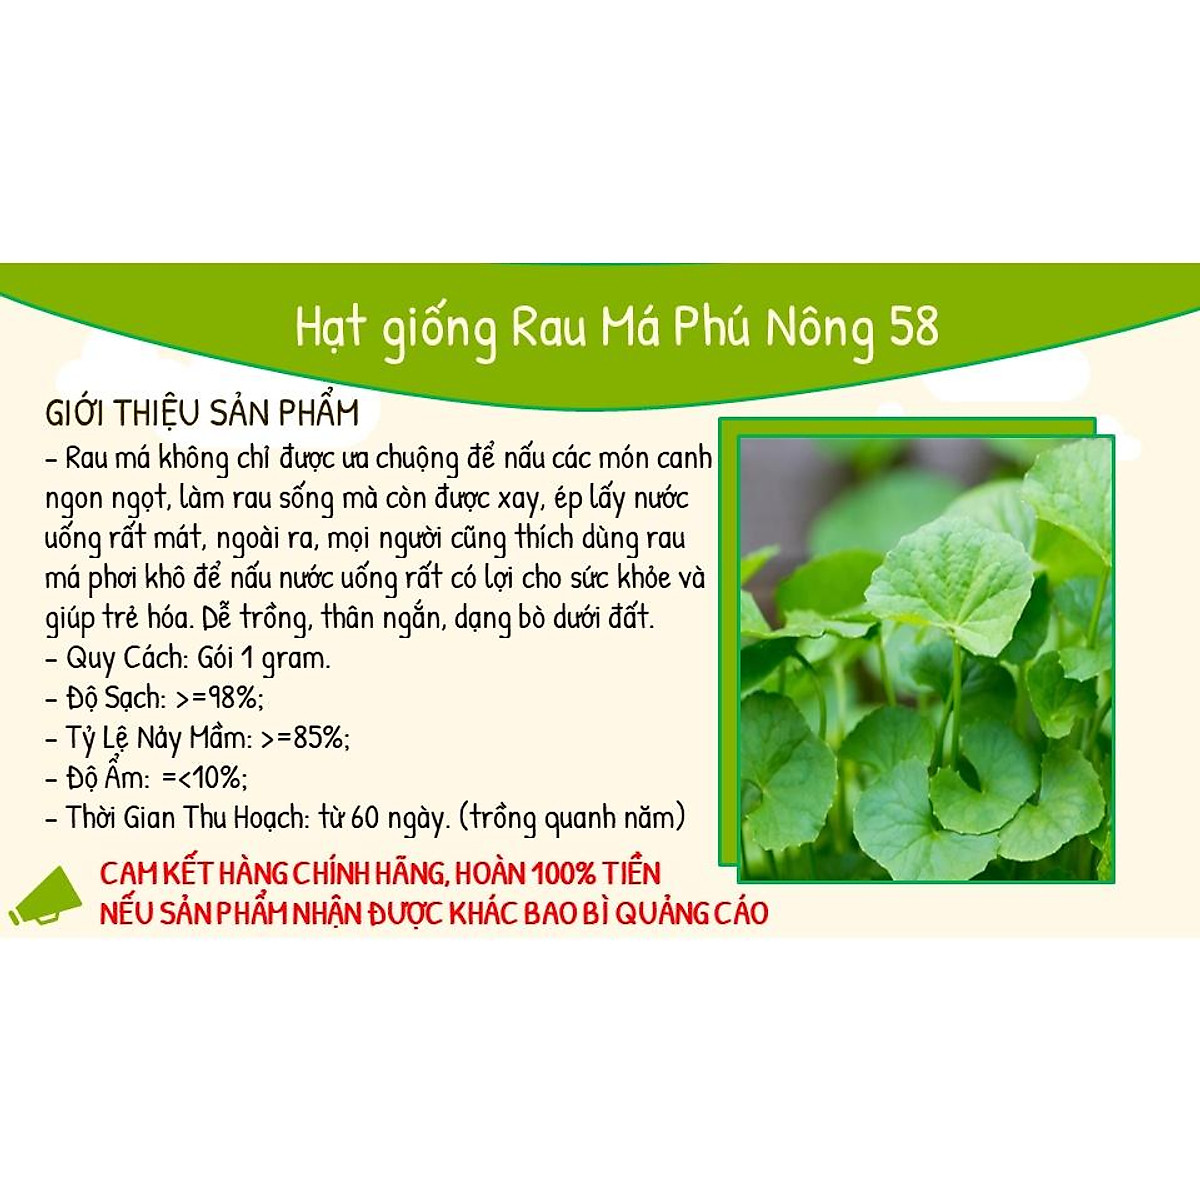 Hạt giống Rau Má Phú Nông 58
GIỚI THIỆU SẢN PHẨM
- Rau má không chỉ được ưa chuộng để nấu các món canh
ngon ngọt, làm rau sống mà còn được xay, ép lấy nước
uống rất mát, ngoài ra, mọi người cũng thích dùng rau
má phơi khô để nấu nước uống rất có lợi cho sức khỏe và
giúp trẻ hóa. Dễ trồng, thân ngắn, dạng bò dưới đất.
- Quy Cách: Gói 1 gram.
- Độ Sạch: >=98%;
- Tỷ Lệ Nảy Mầm: >=85%;
- Độ Ẩm: =<10%;
- Thời Gian Thu Hoạch: từ 60 ngày. (trồng quanh năm)
CAM KẾT HÀNG CHÍNH HÃNG, HOÀN 100% TIỀN
NẾU SẢN PHẨM NHẬN ĐƯỢC KHÁC BAO BÌ QUẢNG CÁO